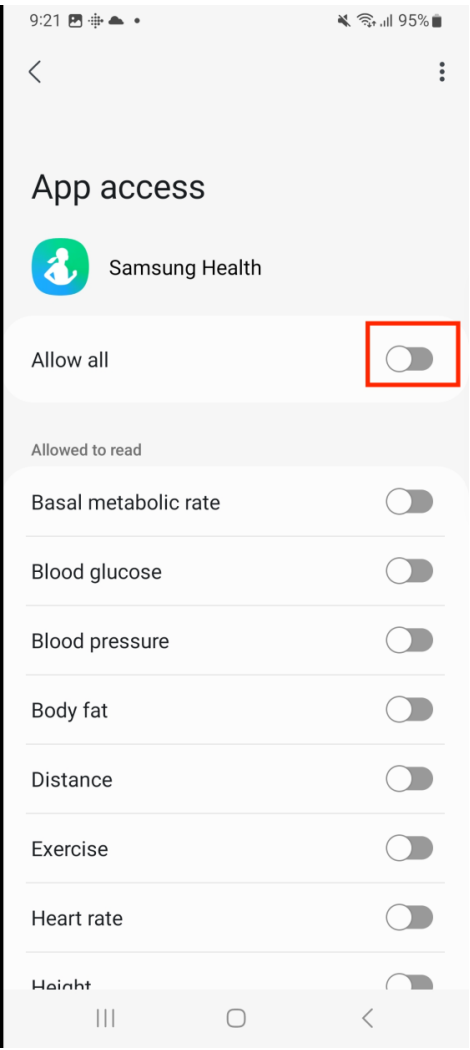 9:21 95%
App access
Samsung Health
Allow all
Allowed to read
Basal metabolic rate
Blood glucose
Blood pressure
Body fat
Distance
Exercise
Heart rate
Height